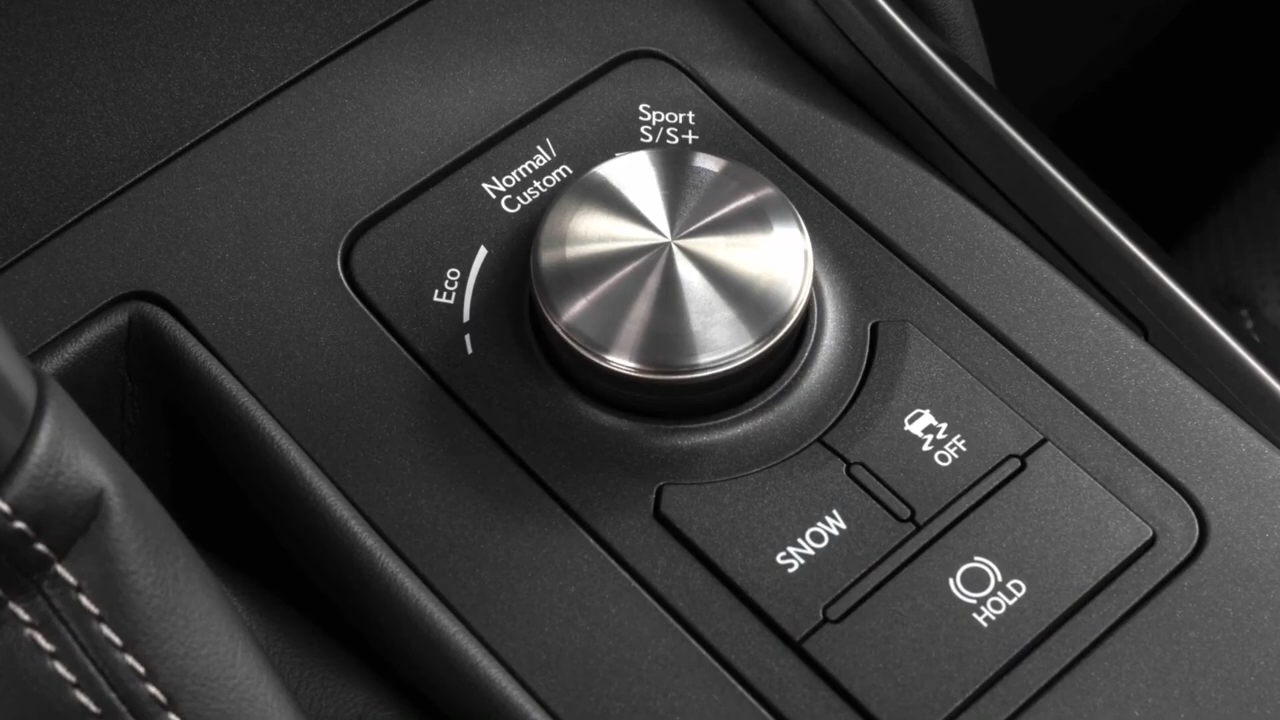 Sport
S/S+
Normal/
Custom
Eco
OFF
SNOW
HOLD